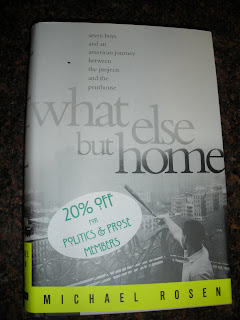 seven boys
and an
american journey
between
the projects
and the
penthouse
what else
but home
20% OFF
FOR
POLITICS & PROSE
MEMBERS
MICHAEL ROSEN